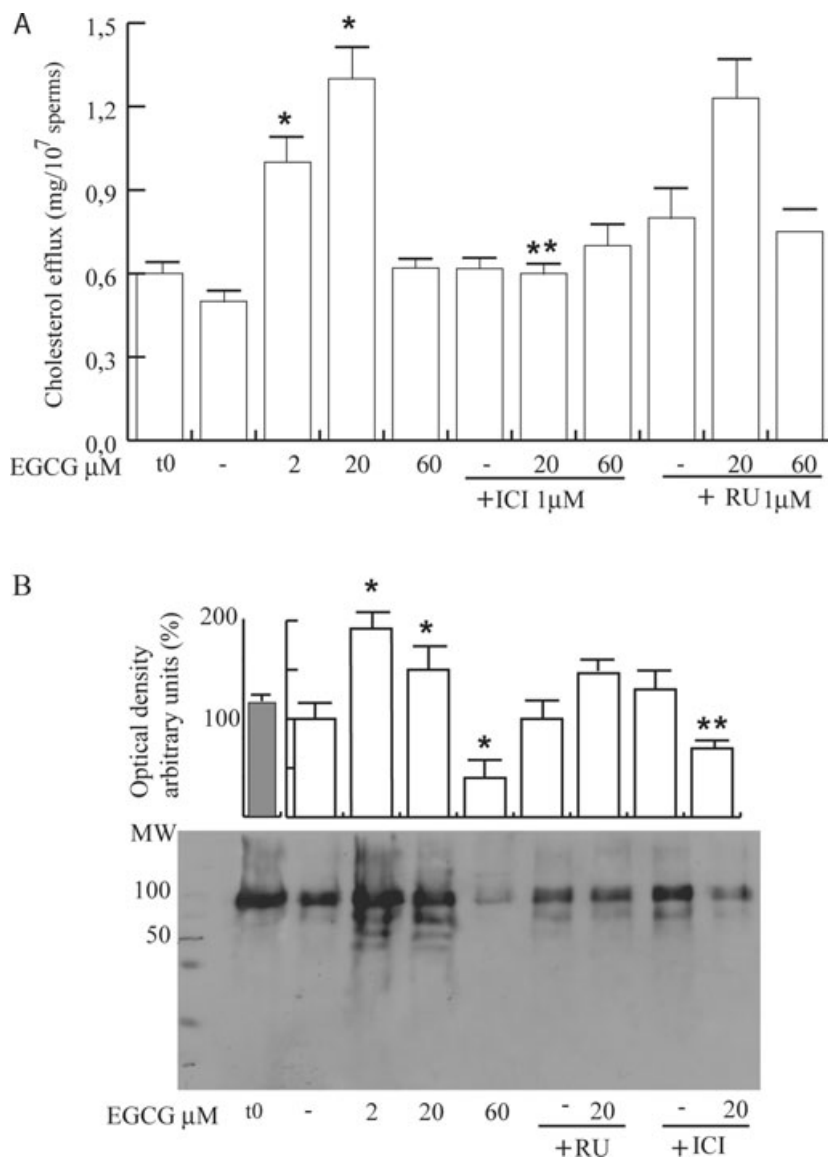 A
Cholesterol efflux (mg/10⁷ sperms)
1,5
1,2
0,9
0,6
0,3
0,0
* * **
EGCG µM t0 - 2 20 60 - 20 60 - 20 60
+ICI 1µM + RU 1µM
B
Optical density
arbitrary units (%)
200
100
* * * **
MW
100
50
EGCG µM t0 - 2 20 60 - 20 - 20
+RU +ICI